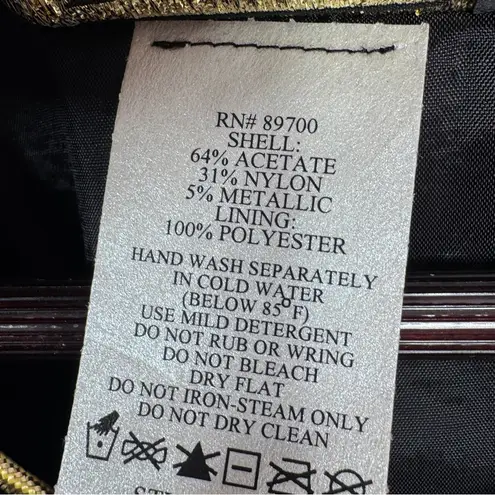 RN# 89700
SHELL:
64% ACETATE
31% NYLON
5% METALLIC
LINING:
100% POLYESTER
HAND WASH SEPARATELY
IN COLD WATER
(BELOW 85°F)
USE MILD DETERGENT
DO NOT RUB OR WRING
DO NOT BLEACH
DRY FLAT
DO NOT IRON-STEAM ONLY
DO NOT DRY CLEAN